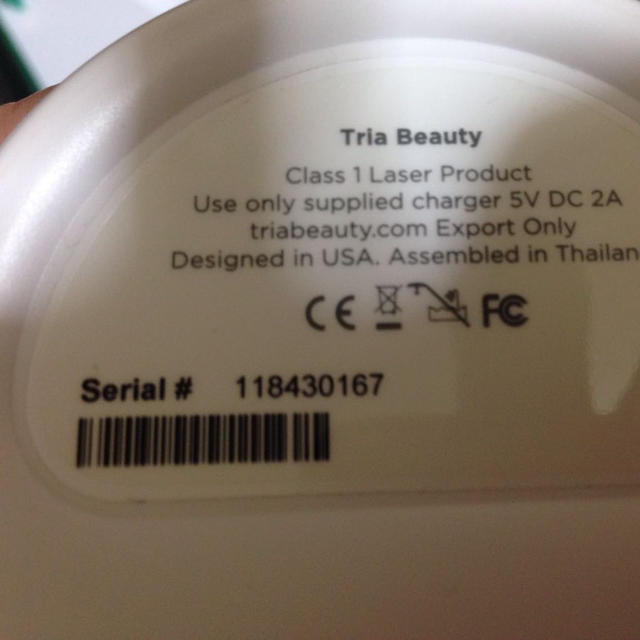 Tria Beauty
Class 1 Laser Product
Use only supplied charger 5V DC 2A
triabeauty.com Export Only
Designed in USA. Assembled in Thailan
CE FC
Serial # 118430167